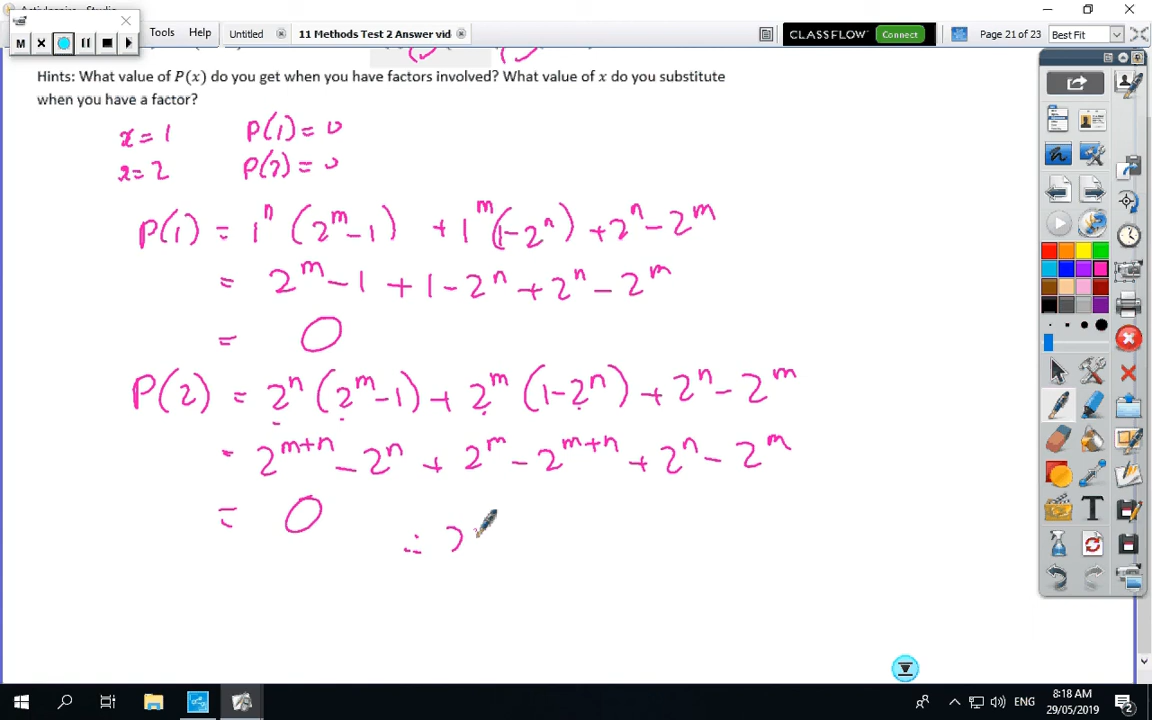 Tools Help Untitled 11 Methods Test 2 Answer vid CLASSFLOW Connect Page 21 of 23 Best Fit
M
Hints: What value of P(x) do you get when you have factors involved? What value of x do you substitute
when you have a factor?
x = 1 P(1) = 0
x = 2 P(2) = 0
P(1) = 1ⁿ (2ᵐ - 1) + 1ᵐ (1 - 2ⁿ) + 2ⁿ - 2ᵐ
= 2ᵐ - 1 + 1 - 2ⁿ + 2ⁿ - 2ᵐ
= 0
P(2) = 2ⁿ (2ᵐ - 1) + 2ᵐ (1 - 2ⁿ) + 2ⁿ - 2ᵐ
= 2ᵐ⁺ⁿ - 2ⁿ + 2ᵐ - 2ᵐ⁺ⁿ + 2ⁿ - 2ᵐ
= 0 ∴
T
ENG 8:18 AM
29/05/2019 2